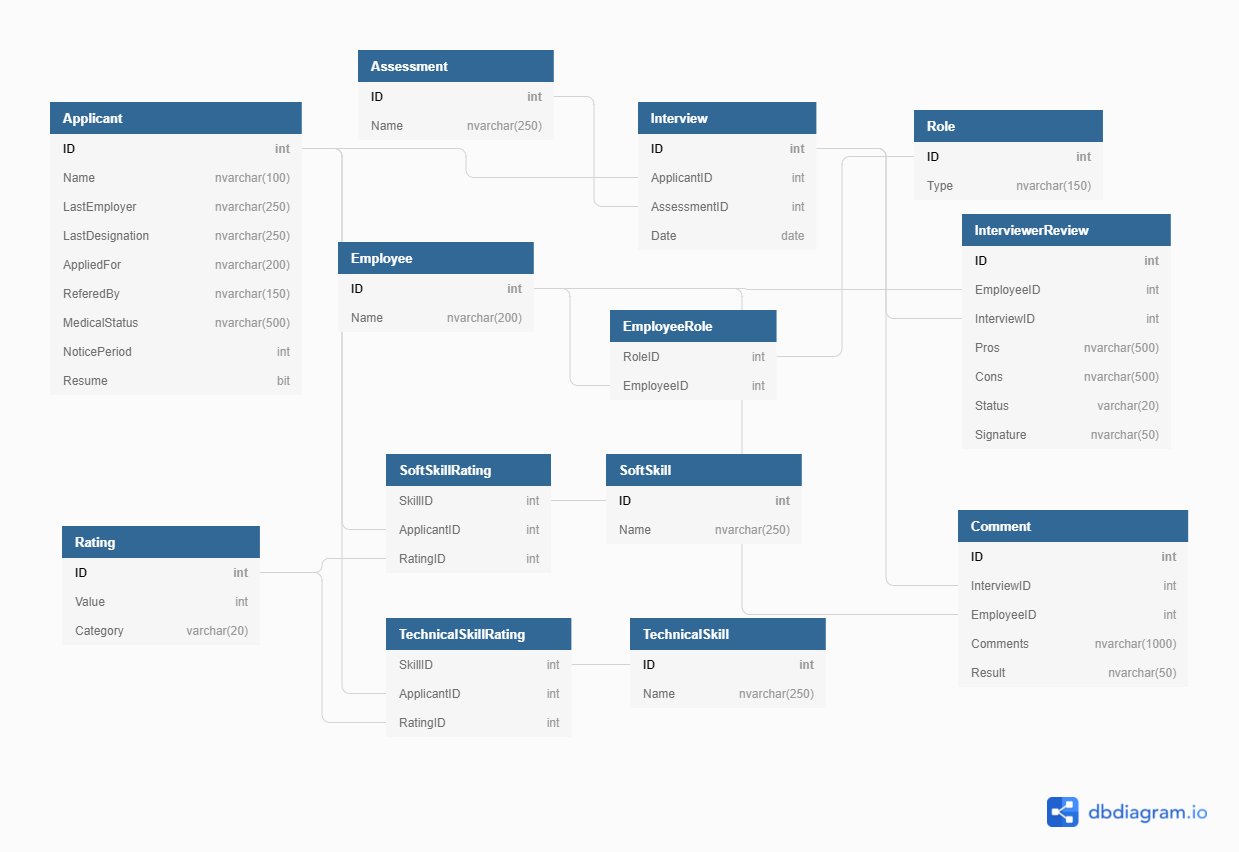 Assessment
ID int
Name nvarchar(250)
Applicant
ID int
Name nvarchar(100)
LastEmployer nvarchar(250)
LastDesignation nvarchar(250)
AppliedFor nvarchar(200)
ReferedBy nvarchar(150)
MedicalStatus nvarchar(500)
NoticePeriod int
Resume bit
Interview
ID int
ApplicantID int
AssessmentID int
Date date
Role
ID int
Type nvarchar(150)
InterviewerReview
ID int
EmployeeID int
InterviewID int
Pros nvarchar(500)
Cons nvarchar(500)
Status varchar(20)
Signature nvarchar(50)
Employee
ID int
Name nvarchar(200)
EmployeeRole
RoleID int
EmployeeID int
SoftSkillRating
SkillID int
ApplicantID int
RatingID int
SoftSkill
ID int
Name nvarchar(250)
Rating
ID int
Value int
Category varchar(20)
Comment
ID int
InterviewID int
EmployeeID int
Comments nvarchar(1000)
Result nvarchar(50)
TechnicalSkillRating
SkillID int
ApplicantID int
RatingID int
TechnicalSkill
ID int
Name nvarchar(250)
dbdiagram.io